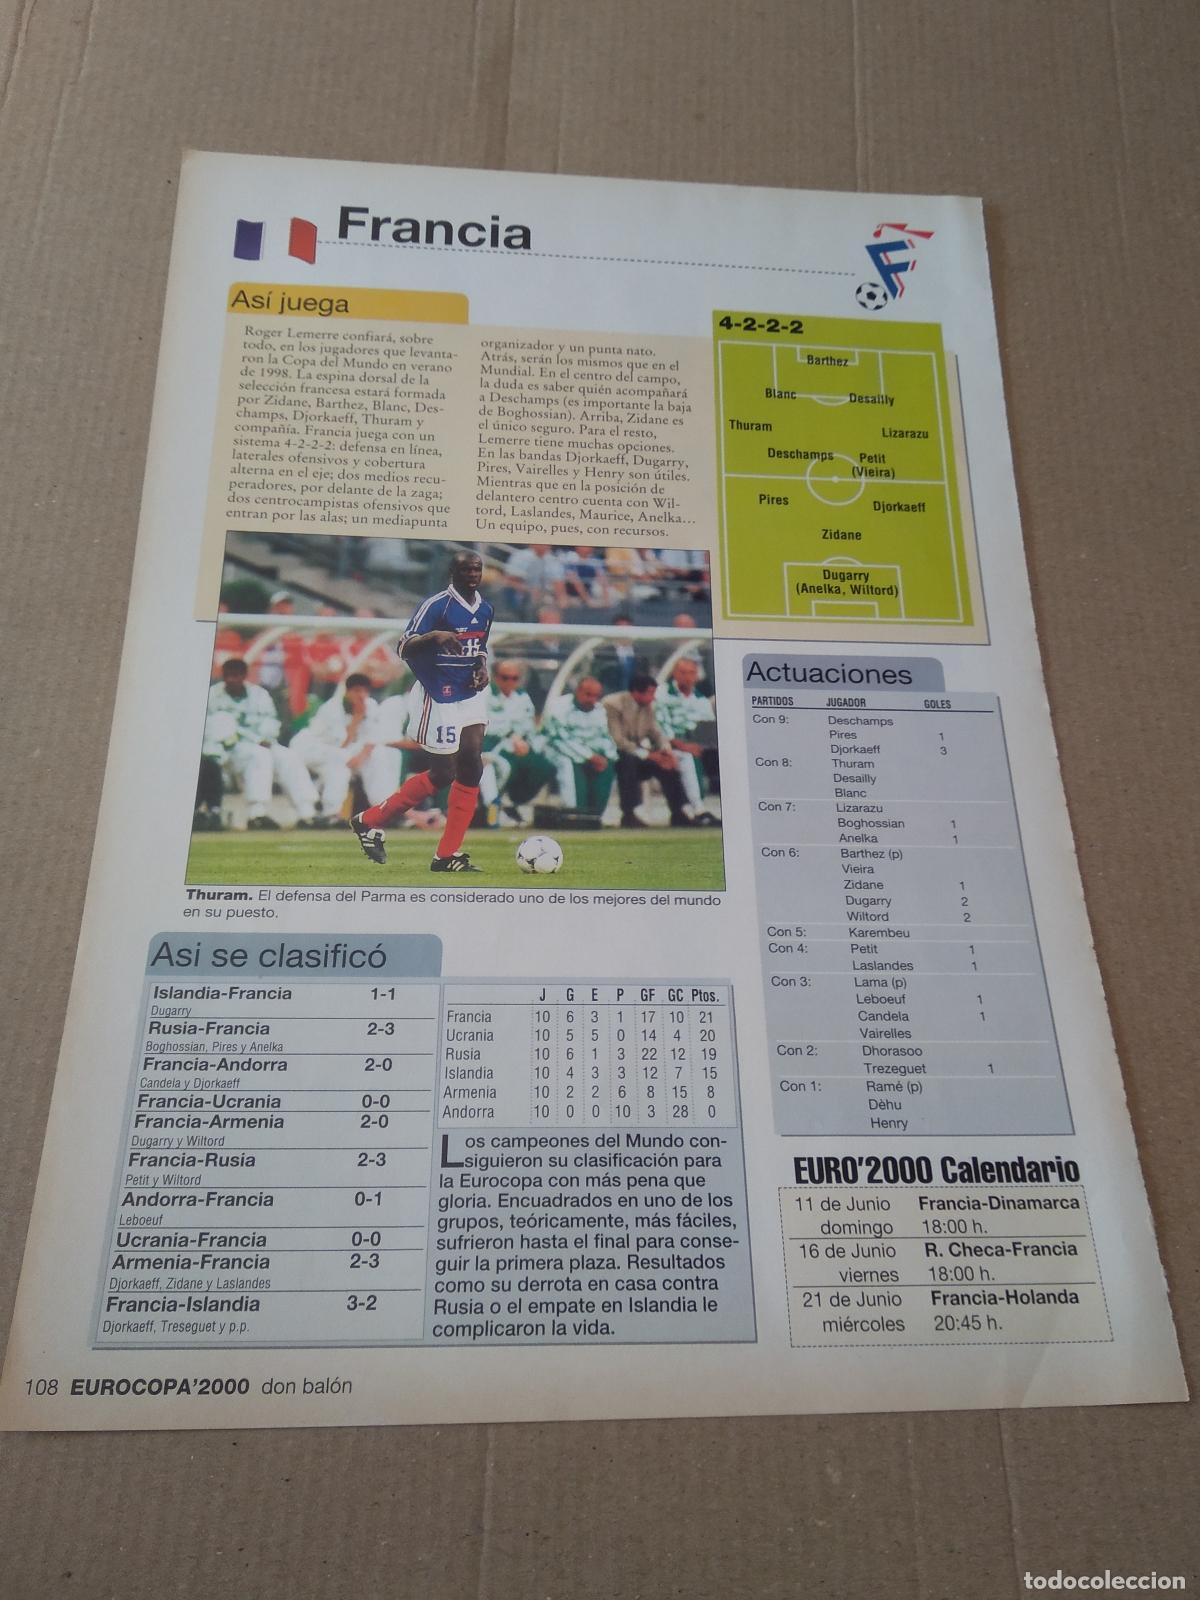 Francia
Así juega
Roger Lemerre confiará, sobre
todo, en los jugadores que levanta-
ron la Copa del Mundo en verano
de 1998. La espina dorsal de la
selección francesa estará formada
por Zidane, Barthez, Blanc, Des-
champs, Djorkaeff, Thuram y
compañía. Francia juega con un
sistema 4-2-2-2: defensa en línea,
laterales ofensivos y cobertura
alterna en el eje; dos medios recu-
peradores, por delante de la zaga;
dos centrocampistas ofensivos que
entran por las alas; un mediapunta
organizador y un punta nato.
Atrás, serán los mismos que en el
Mundial. En el centro del campo,
la duda es saber quién acompañará
a Deschamps (es importante la baja
de Boghossian). Arriba, Zidane es
el único seguro. Para el resto,
Lemerre tiene muchas opciones.
En las bandas Djorkaeff, Dugarry,
Pires, Vairelles y Henry son útiles.
Mientras que en la posición de
delantero centro cuenta con Wil-
tord, Laslandes, Maurice, Anelka...
Un equipo, pues, con recursos.
4-2-2-2
Barthez
Blanc Desailly
Thuram Lizarazu
Deschamps Petit
(Vieira)
Pires Djorkaeff
Zidane
Dugarry
(Anelka, Wiltord)
15
15
Thuram. El defensa del Parma es considerado uno de los mejores del mundo
en su puesto.
Actuaciones
PARTIDOS JUGADOR GOLES
Con 9: Deschamps
Pires 1
Djorkaeff 3
Con 8: Thuram
Desailly
Blanc
Con 7: Lizarazu
Boghossian 1
Anelka 1
Con 6: Barthez (p)
Vieira
Zidane 1
Dugarry 2
Wiltord 2
Con 5: Karembeu
Con 4: Petit 1
Laslandes 1
Con 3: Lama (p)
Leboeuf 1
Candela 1
Vairelles
Con 2: Dhorasoo
Trezeguet 1
Con 1: Ramé (p)
Dèhu
Henry
Asi se clasificó
Islandia-Francia 1-1
Dugarry
Rusia-Francia 2-3
Boghossian, Pires y Anelka
Francia-Andorra 2-0
Candela y Djorkaeff
Francia-Ucrania 0-0
Francia-Armenia 2-0
Dugarry y Wiltord
Francia-Rusia 2-3
Petit y Wiltord
Andorra-Francia 0-1
Leboeuf
Ucrania-Francia 0-0
Armenia-Francia 2-3
Djorkaeff, Zidane y Laslandes
Francia-Islandia 3-2
Djorkaeff, Treseguet y p.p.
J G E P GF GC Ptos.
Francia 10 6 3 1 17 10 21
Ucrania 10 5 5 0 14 4 20
Rusia 10 6 1 3 22 12 19
Islandia 10 4 3 3 12 7 15
Armenia 10 2 2 6 8 15 8
Andorra 10 0 0 10 3 28 0
Los campeones del Mundo con-
siguieron su clasificación para
la Eurocopa con más pena que
gloria. Encuadrados en uno de los
grupos, teóricamente, más fáciles,
sufrieron hasta el final para conse-
guir la primera plaza. Resultados
como su derrota en casa contra
Rusia o el empate en Islandia le
complicaron la vida.
EURO'2000 Calendario
11 de Junio Francia-Dinamarca
domingo 18:00 h.
16 de Junio R. Checa-Francia
viernes 18:00 h.
21 de Junio Francia-Holanda
miércoles 20:45 h.
108 EUROCOPA'2000 don balón
todocoleccion